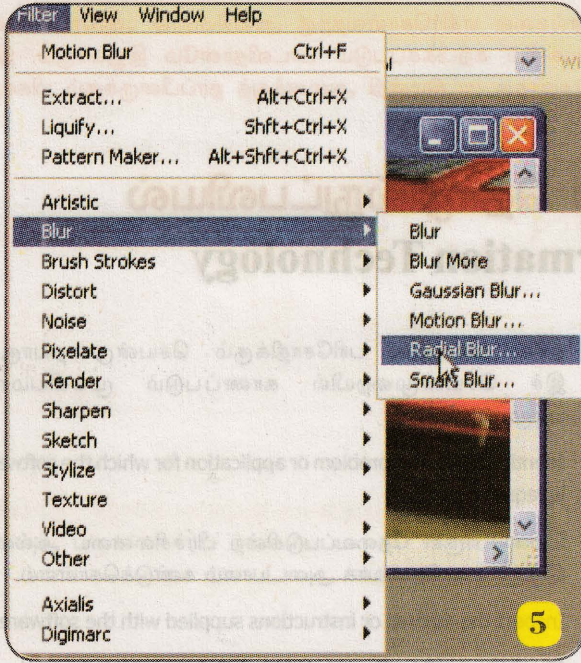 Filter View Window Help
Motion Blur Ctrl+F
Extract... Alt+Ctrl+X
Liquify... Shft+Ctrl+X
Pattern Maker... Alt+Shft+Ctrl+X
Artistic
Blur
Brush Strokes
Distort
Noise
Pixelate
Render
Sharpen
Sketch
Stylize
Texture
Video
Other
Axialis
Digimarc
Blur
Blur More
Gaussian Blur...
Motion Blur...
Radial Blur...
Smart Blur...
5